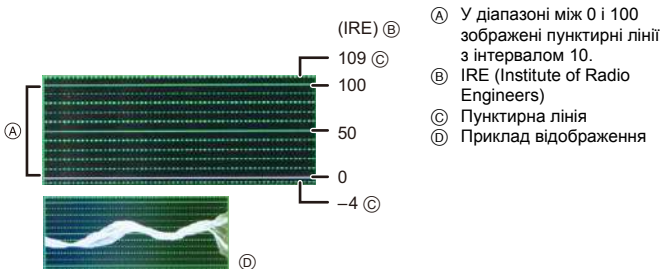 (IRE) Ⓑ
109 Ⓒ
100
50
0
–4 Ⓒ
Ⓐ
Ⓓ
Ⓐ У діапазоні між 0 і 100
зображені пунктирні лінії
з інтервалом 10.
Ⓑ IRE (Institute of Radio
Engineers)
Ⓒ Пунктирна лінія
Ⓓ Приклад відображення